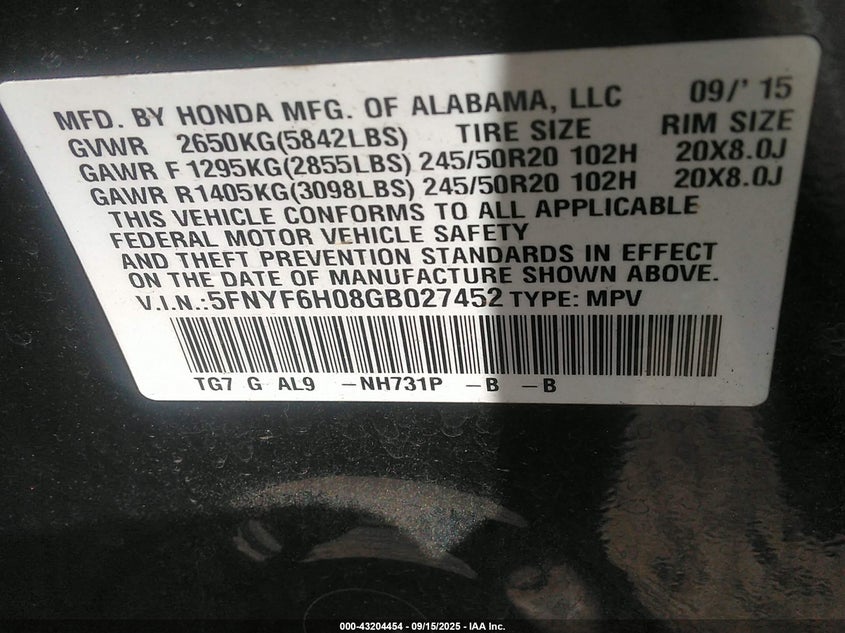 MFD. BY HONDA MFG. OF ALABAMA, LLC 09/' 15
GVWR 2650KG(5842LBS) TIRE SIZE RIM SIZE
GAWR F 1295KG(2855LBS) 245/50R20 102H 20X8.0J
GAWR R1405KG(3098LBS) 245/50R20 102H 20X8.0J
THIS VEHICLE CONFORMS TO ALL APPLICABLE
FEDERAL MOTOR VEHICLE SAFETY
AND THEFT PREVENTION STANDARDS IN EFFECT
ON THE DATE OF MANUFACTURE SHOWN ABOVE.
V.I.N.:5FNYF6H08GB027452 TYPE: MPV
TG7 G AL9 -NH731P -B -B
000-43204454 - 09/15/2025 - IAA Inc.